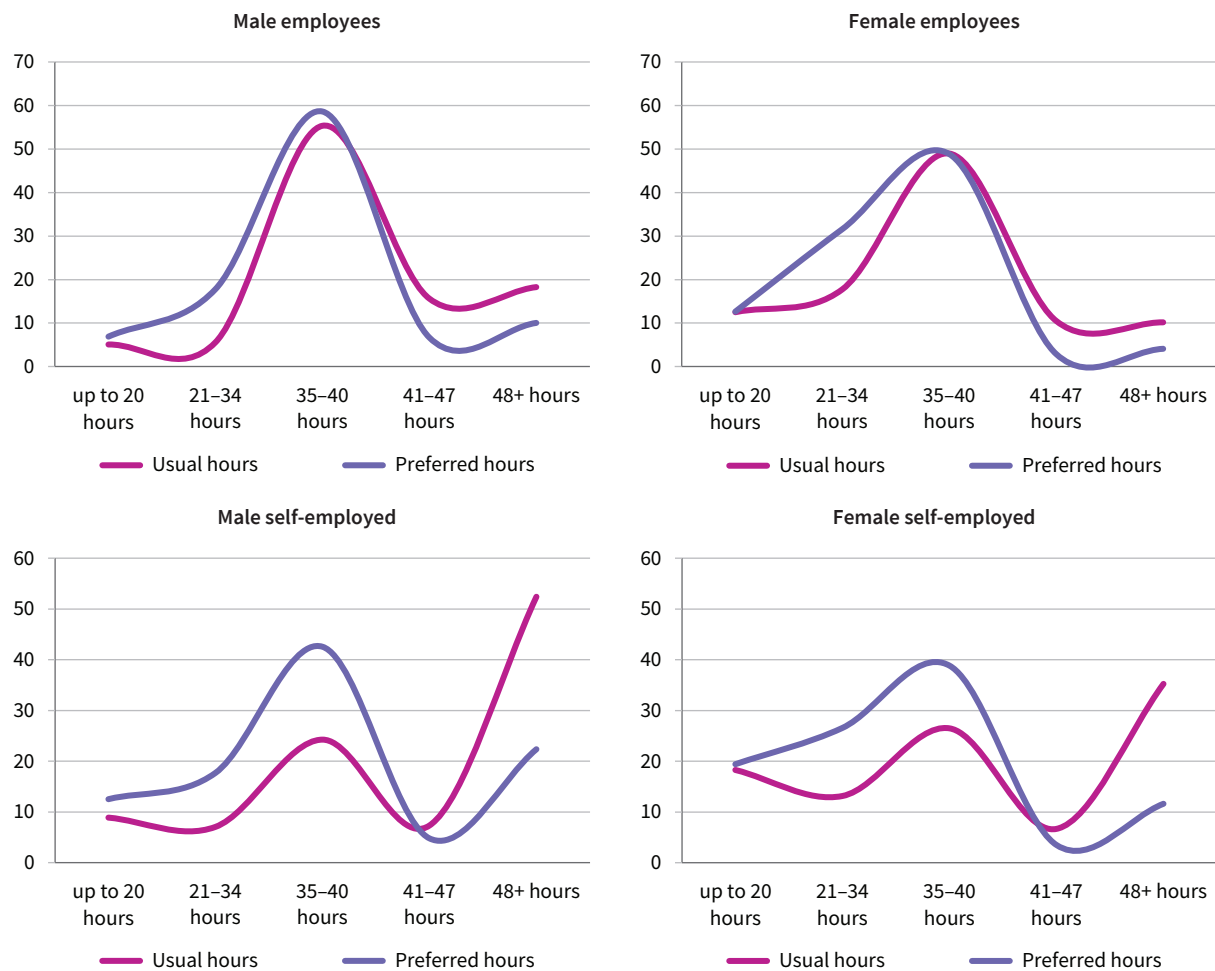 Male employees
70
60
50
40
30
20
10
0
up to 20 hours
21–34 hours
35–40 hours
41–47 hours
48+ hours
Usual hours
Preferred hours
Female employees
70
60
50
40
30
20
10
0
up to 20 hours
21–34 hours
35–40 hours
41–47 hours
48+ hours
Usual hours
Preferred hours
Male self-employed
60
50
40
30
20
10
0
up to 20 hours
21–34 hours
35–40 hours
41–47 hours
48+ hours
Usual hours
Preferred hours
Female self-employed
60
50
40
30
20
10
0
up to 20 hours
21–34 hours
35–40 hours
41–47 hours
48+ hours
Usual hours
Preferred hours